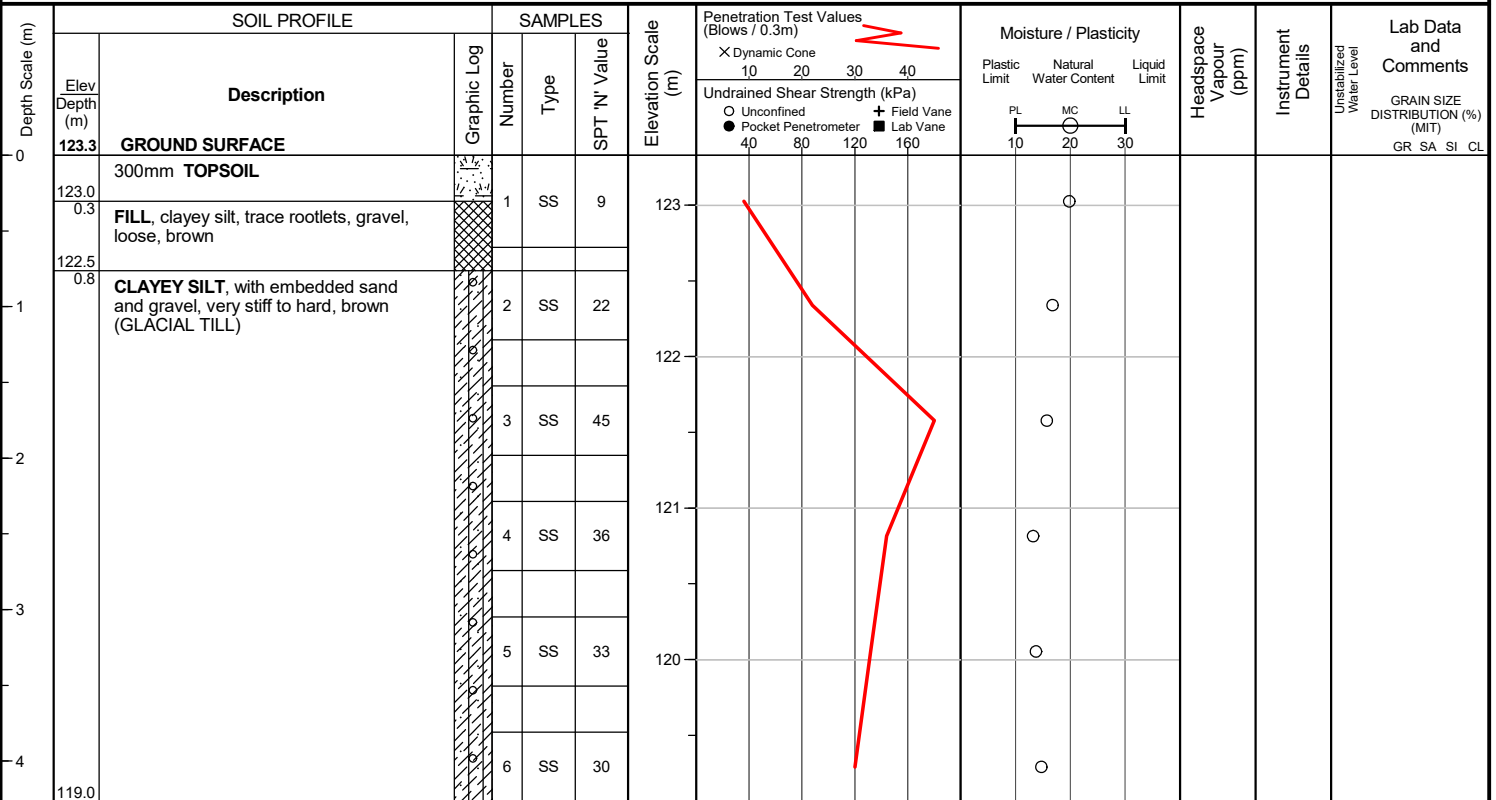 Depth Scale (m)
SOIL PROFILE
Elev
Depth
(m)
Description
Graphic Log
123.3 GROUND SURFACE
SAMPLES
Number
Type
SPT 'N' Value
Elevation Scale
(m)
Penetration Test Values
(Blows / 0.3m)
× Dynamic Cone
10 20 30 40
Undrained Shear Strength (kPa)
Unconfined + Field Vane
Pocket Penetrometer Lab Vane
40 80 120 160
Moisture / Plasticity
Plastic
Limit
Natural
Water Content
Liquid
Limit
PL MC LL
10 20 30
Headspace
Vapour
(ppm)
Instrument
Details
Unstabilized
Water Level
Lab Data
and
Comments
GRAIN SIZE
DISTRIBUTION (%)
(MIT)
GR SA SI CL
0
300mm TOPSOIL
123.0
0.3
FILL, clayey silt, trace rootlets, gravel,
loose, brown
1 SS 9
123
122.5
0.8
CLAYEY SILT, with embedded sand
and gravel, very stiff to hard, brown
(GLACIAL TILL)
1
2 SS 22
122
3 SS 45
2
121
4 SS 36
3
5 SS 33
120
4
6 SS 30
119.0